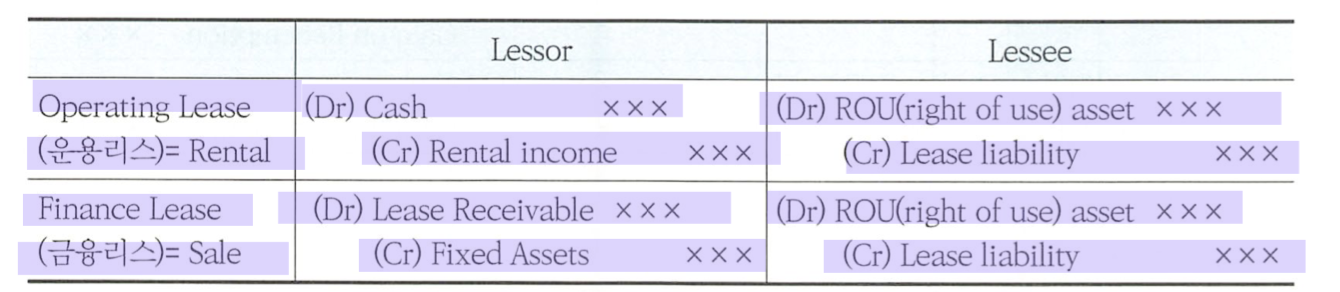 Lessor Lessee
Operating Lease (Dr) Cash ××× (Dr) ROU(right of use) asset ×××
(운용리스)= Rental (Cr) Rental income ××× (Cr) Lease liability ×××
Finance Lease (Dr) Lease Receivable ××× (Dr) ROU(right of use) asset ×××
(금융리스)= Sale (Cr) Fixed Assets ××× (Cr) Lease liability ×××